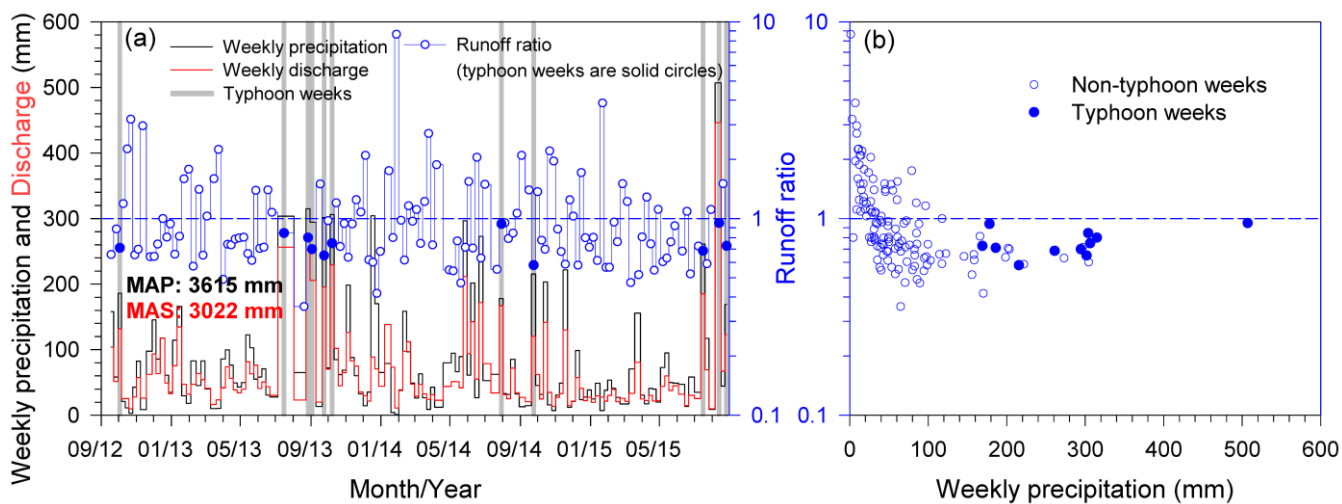 Weekly precipitation and Discharge (mm)
600
500
400
300
200
100
0
(a)
Weekly precipitation
Weekly discharge
Typhoon weeks
Runoff ratio
(typhoon weeks are solid circles)
MAP: 3615 mm
MAS: 3022 mm
09/12 01/13 05/13 09/13 01/14 05/14 09/14 01/15 05/15
Month/Year
10
1
0.1
Runoff ratio
10
1
0.1
(b)
Non-typhoon weeks
Typhoon weeks
0 100 200 300 400 500 600
Weekly precipitation (mm)